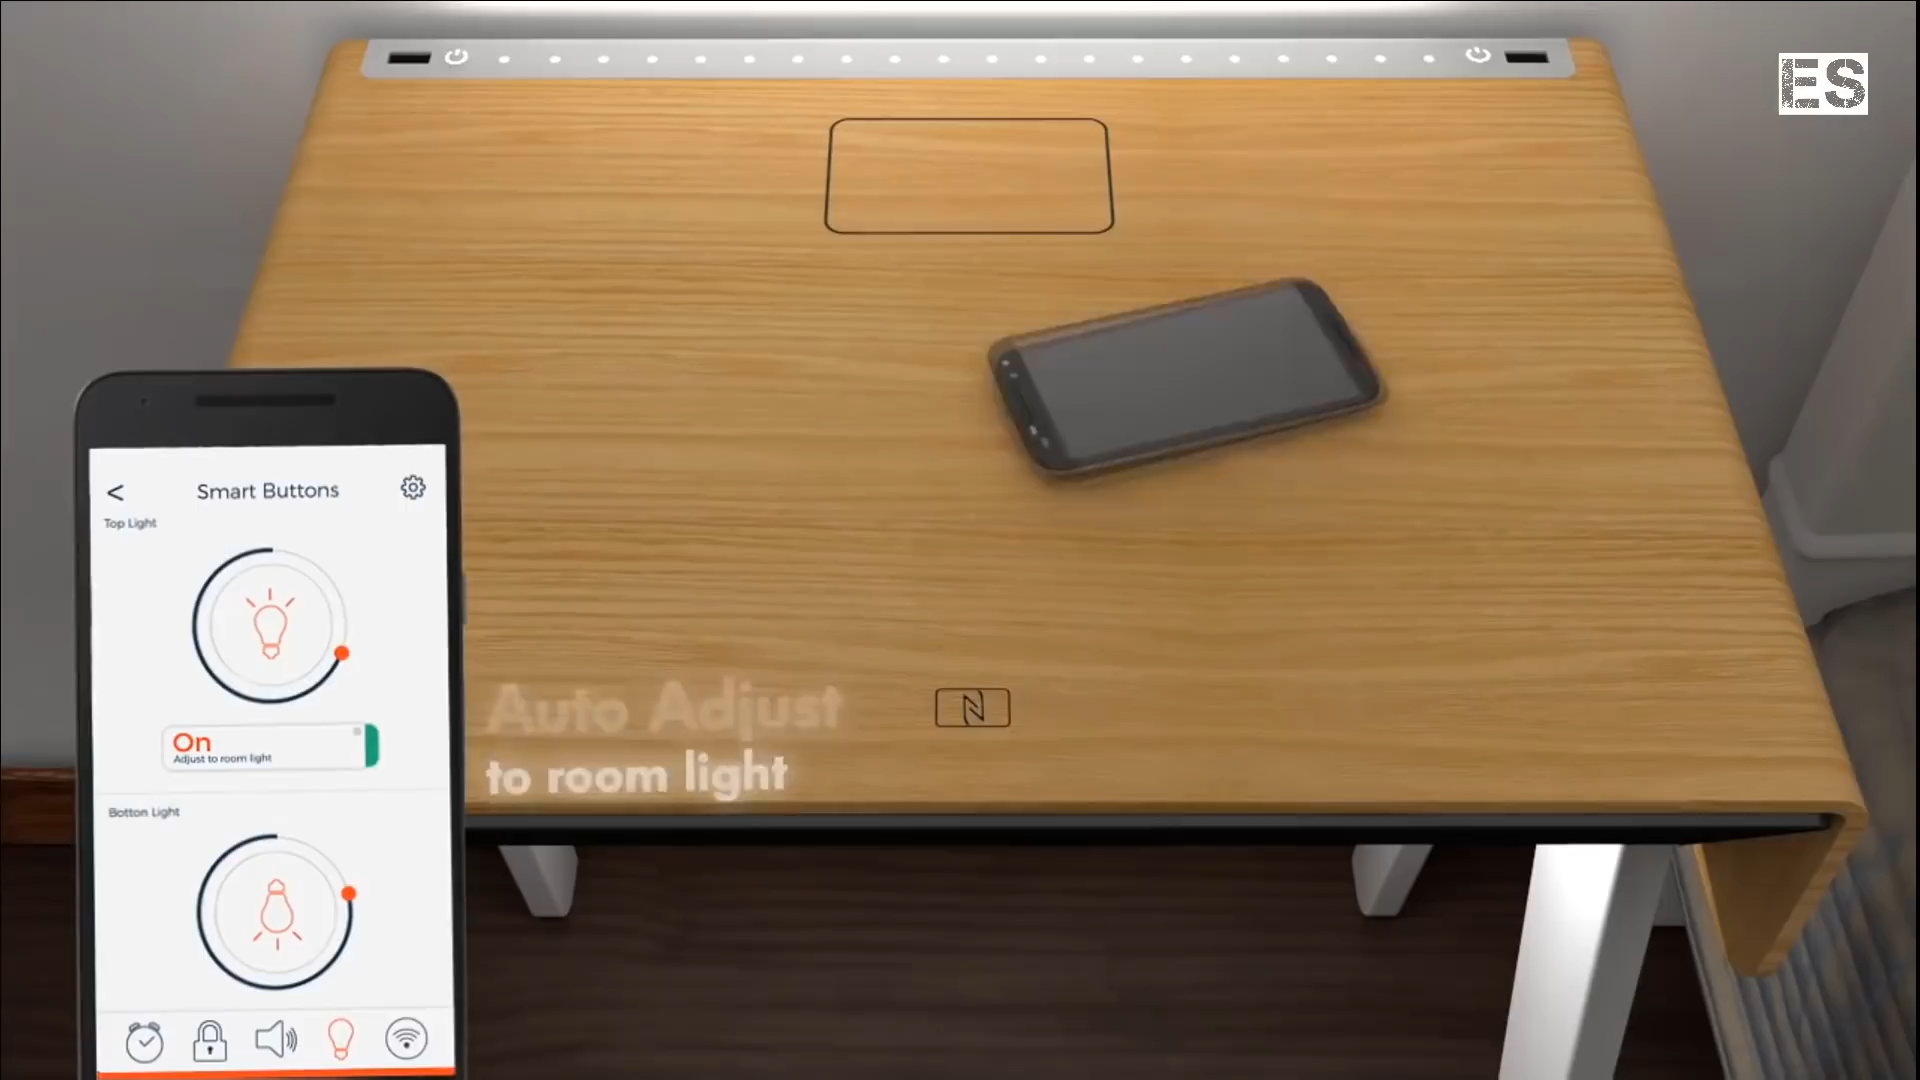 ES
Smart Buttons
Top Light
On
Adjust to room light
Auto Adjust
to room light
Botton Light